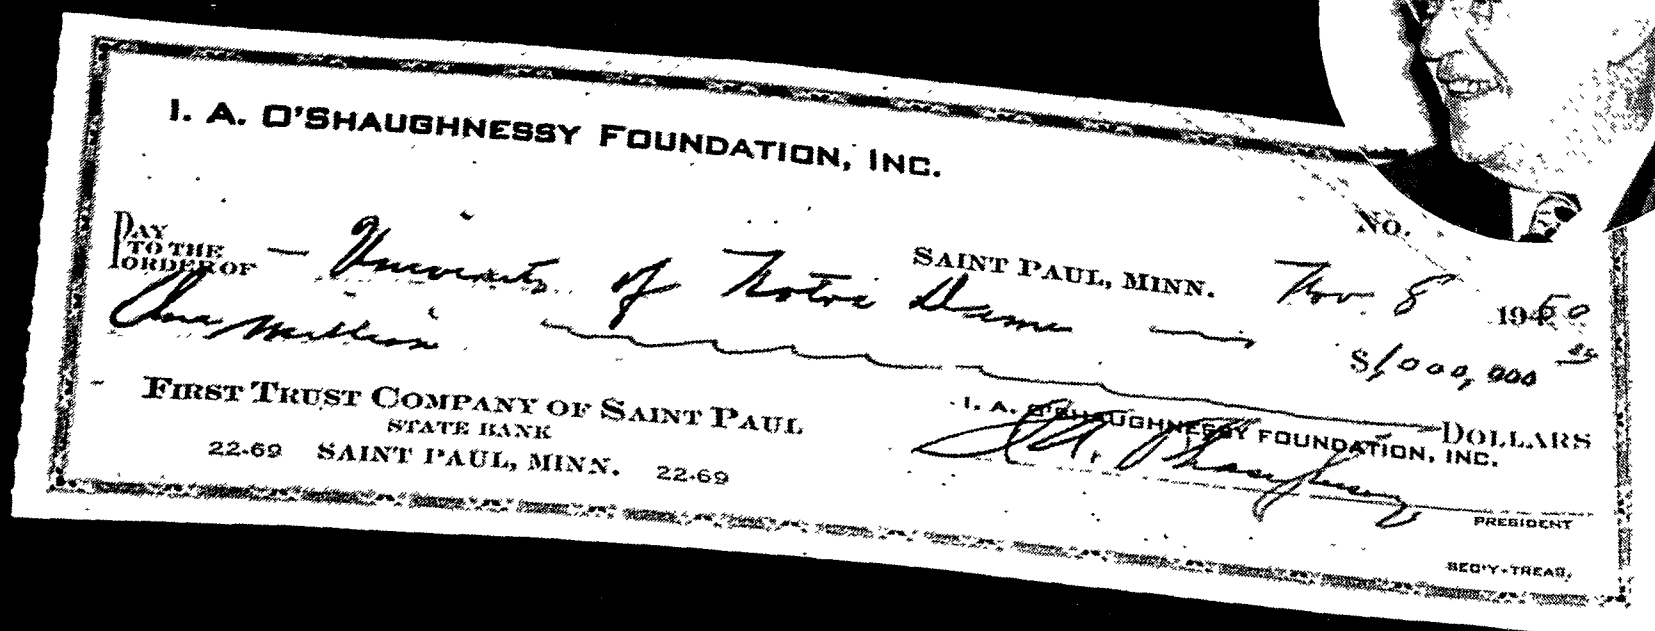 I. A. O'SHAUGHNESSY FOUNDATION, INC.
No.
SAINT PAUL, MINN. Nov 8 1950
PAY TO THE ORDER OF — University of Notre Dame —
$1,000,000 00
One Million DOLLARS
FIRST TRUST COMPANY OF SAINT PAUL
STATE BANK
22-69 SAINT PAUL, MINN. 22-69
I. A. O'SHAUGHNESSY FOUNDATION, INC.
I. A. O'Shaughnessy
PRESIDENT
SEC'Y-TREAS.